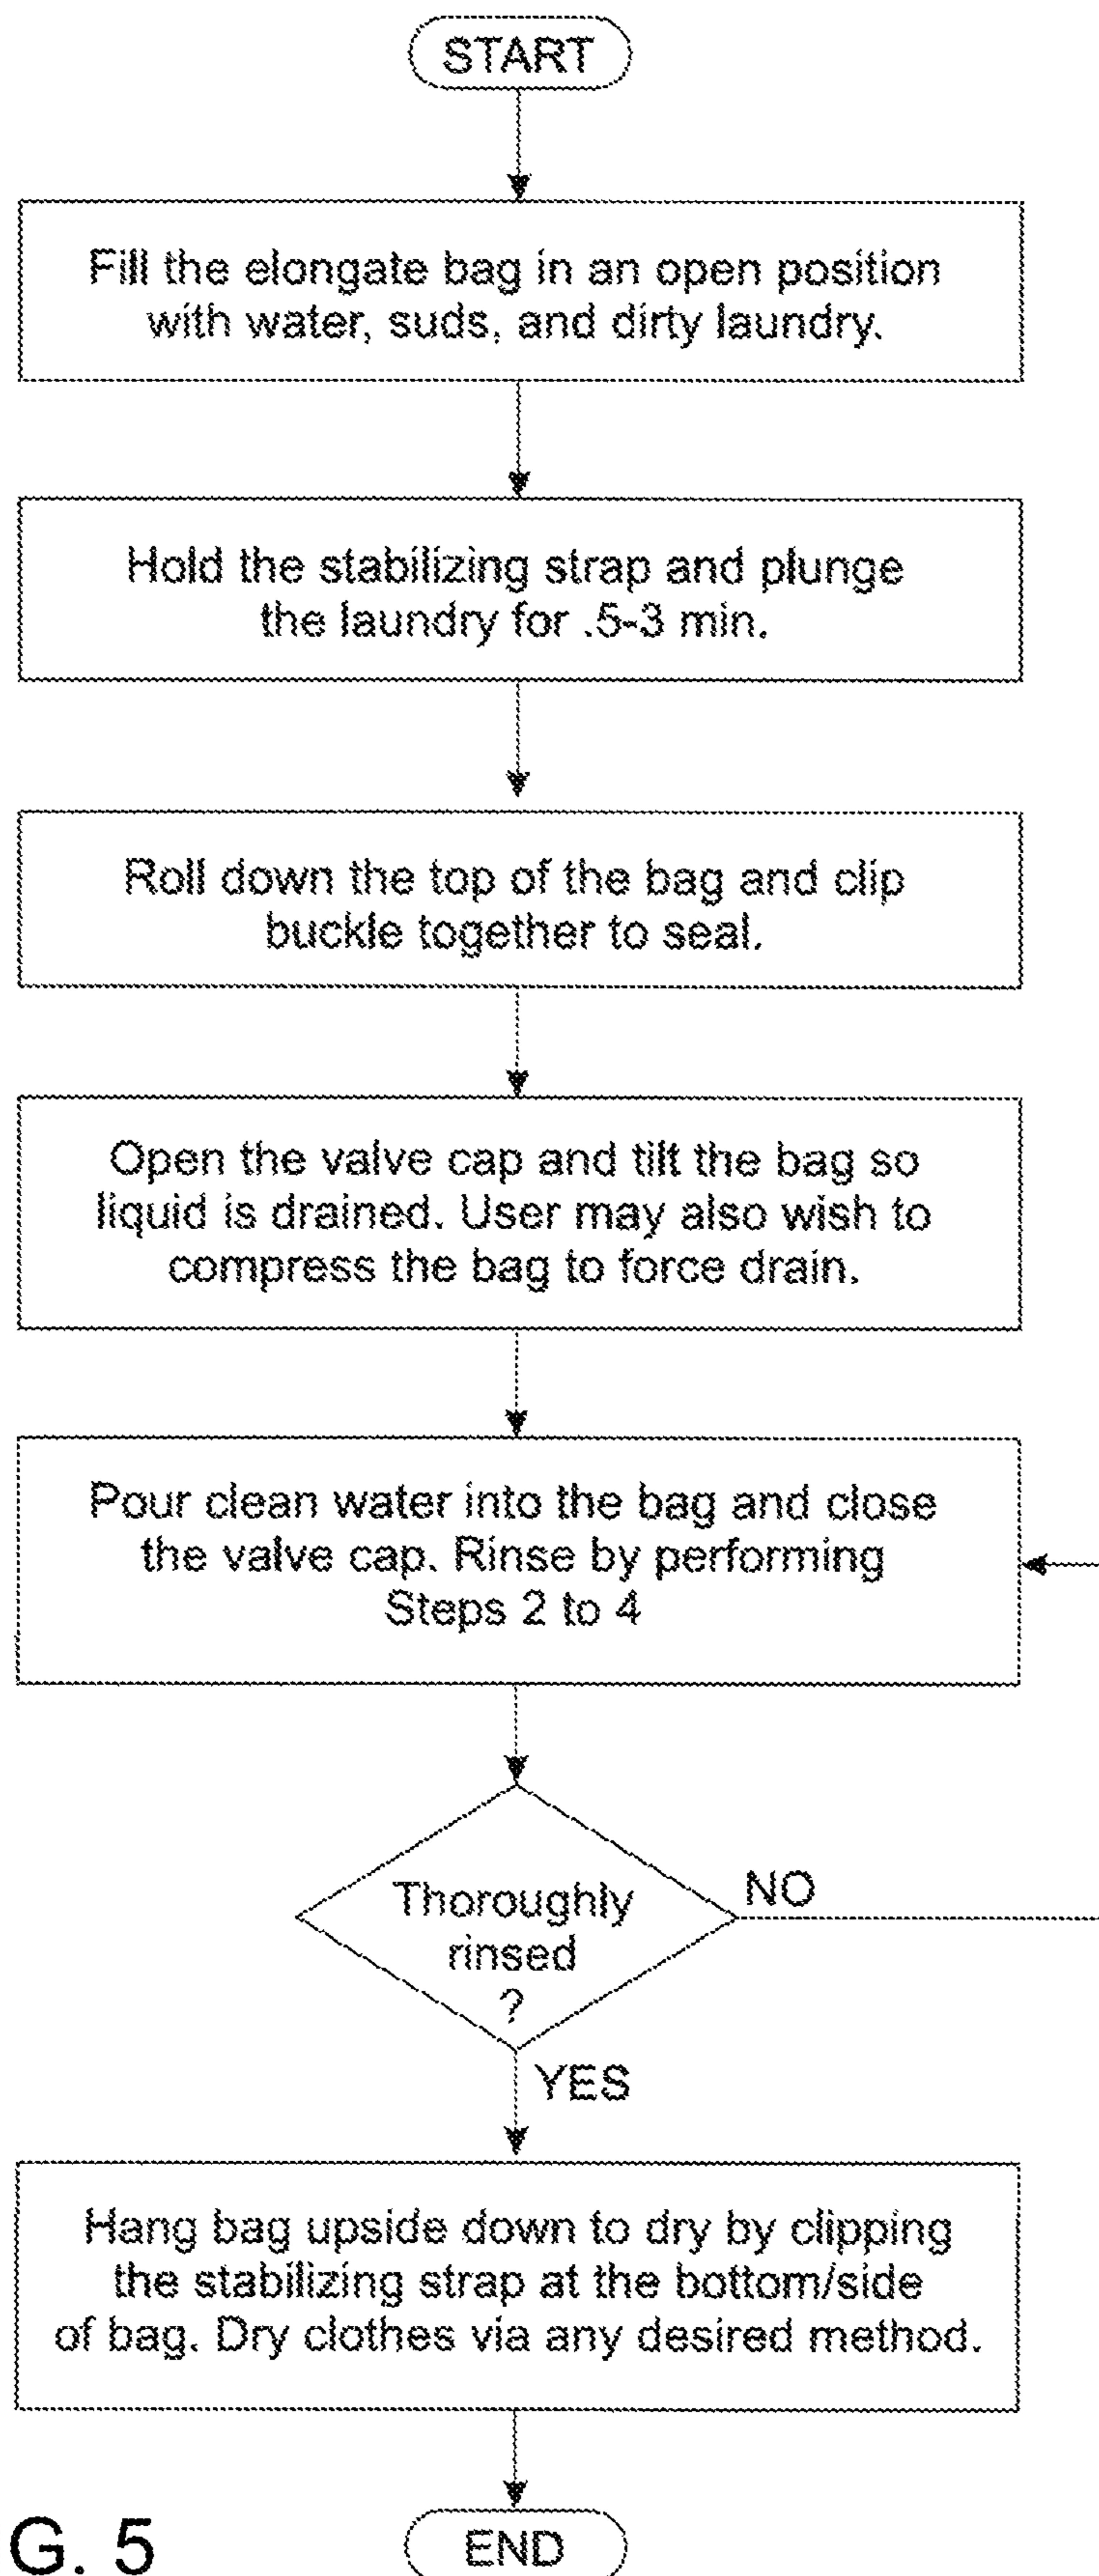 START
Fill the elongate bag in an open position
with water, suds, and dirty laundry.
Hold the stabilizing strap and plunge
the laundry for .5-3 min.
Roll down the top of the bag and clip
buckle together to seal.
Open the valve cap and tilt the bag so
liquid is drained. User may also wish to
compress the bag to force drain.
Pour clean water into the bag and close
the valve cap. Rinse by performing
Steps 2 to 4
Thoroughly
rinsed
?
NO
YES
Hang bag upside down to dry by clipping
the stabilizing strap at the bottom/side
of bag. Dry clothes via any desired method.
G. 5
END